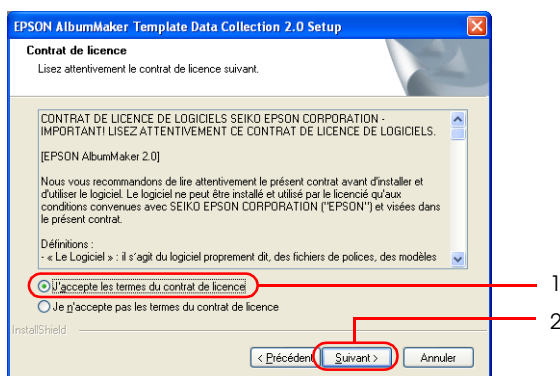 EPSON AlbumMaker Template Data Collection 2.0 Setup
Contrat de licence
Lisez attentivement le contrat de licence suivant.
CONTRAT DE LICENCE DE LOGICIELS SEIKO EPSON CORPORATION -
IMPORTANT! LISEZ ATTENTIVEMENT CE CONTRAT DE LICENCE DE LOGICIELS.
[EPSON AlbumMaker 2.0]
Nous vous recommandons de lire attentivement le présent contrat avant d'installer et
d'utiliser le logiciel. Le logiciel ne peut être installé et utilisé par le licencié qu'aux
conditions convenues avec SEIKO EPSON CORPORATION ("EPSON") et visées dans
le présent contrat.
Définitions :
- « Le Logiciel » : il s'agit du logiciel proprement dit, des fichiers de polices, des modèles
J'accepte les termes du contrat de licence
1
Je n'accepte pas les termes du contrat de licence
2
InstallShield
< Précédent
Suivant >
Annuler